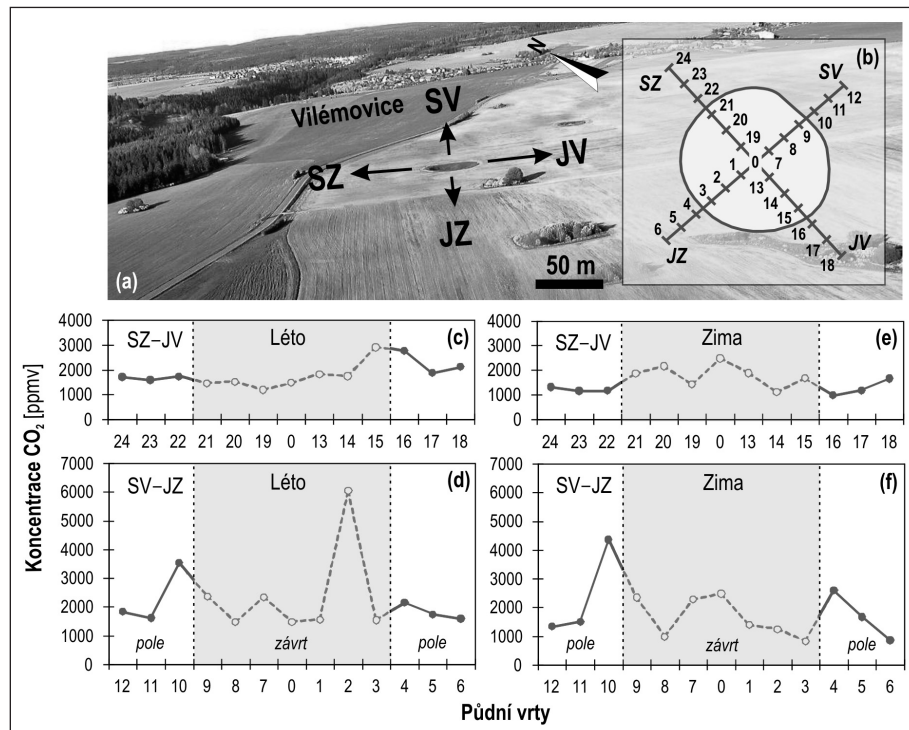 N
(b)
24
SZ
23
SV
22
12
Vilémovice
SV
21
11
10
20
9
19
8
0
7
JV
1
SZ
2
13
3
14
4
15
5
16
JZ
6
17
JV
JZ
18
(a)
50 m
Koncentrace CO₂ [ppmv]
SZ–JV
Léto
(c)
4000
3000
2000
1000
0
24 23 22 21 20 19 0 13 14 15 16 17 18
SZ–JV
Zima
(e)
4000
3000
2000
1000
0
24 23 22 21 20 19 0 13 14 15 16 17 18
SV–JZ
Léto
(d)
7000
6000
5000
4000
3000
2000
1000
0
pole
závrt
pole
12 11 10 9 8 7 0 1 2 3 4 5 6
SV–JZ
Zima
(f)
7000
6000
5000
4000
3000
2000
1000
0
pole
závrt
pole
12 11 10 9 8 7 0 1 2 3 4 5 6
Půdní vrty